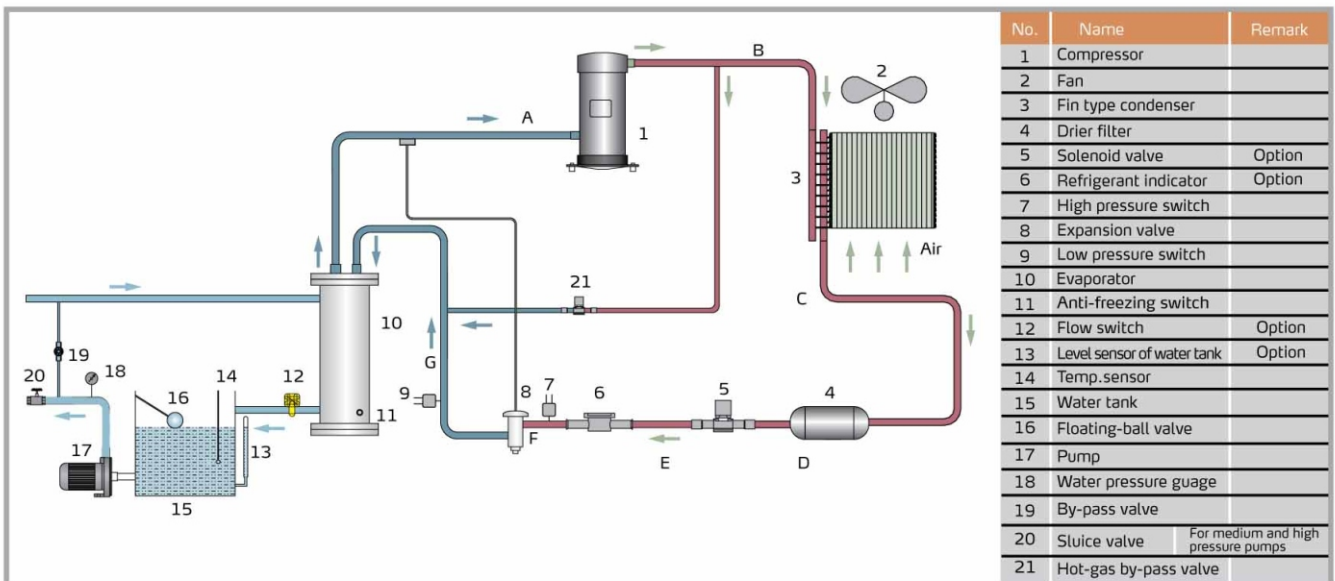 B
2
A
1
3
Air
21
C
10
19
G
20
18
16
14
12
9
8
7
6
5
4
11
F
17
13
E
D
15
No. Name Remark
1 Compressor
2 Fan
3 Fin type condenser
4 Drier filter
5 Solenoid valve Option
6 Refrigerant indicator Option
7 High pressure switch
8 Expansion valve
9 Low pressure switch
10 Evaporator
11 Anti-freezing switch
12 Flow switch Option
13 Level sensor of water tank Option
14 Temp.sensor
15 Water tank
16 Floating-ball valve
17 Pump
18 Water pressure guage
19 By-pass valve
20 Sluice valve For medium and high
pressure pumps
21 Hot-gas by-pass valve